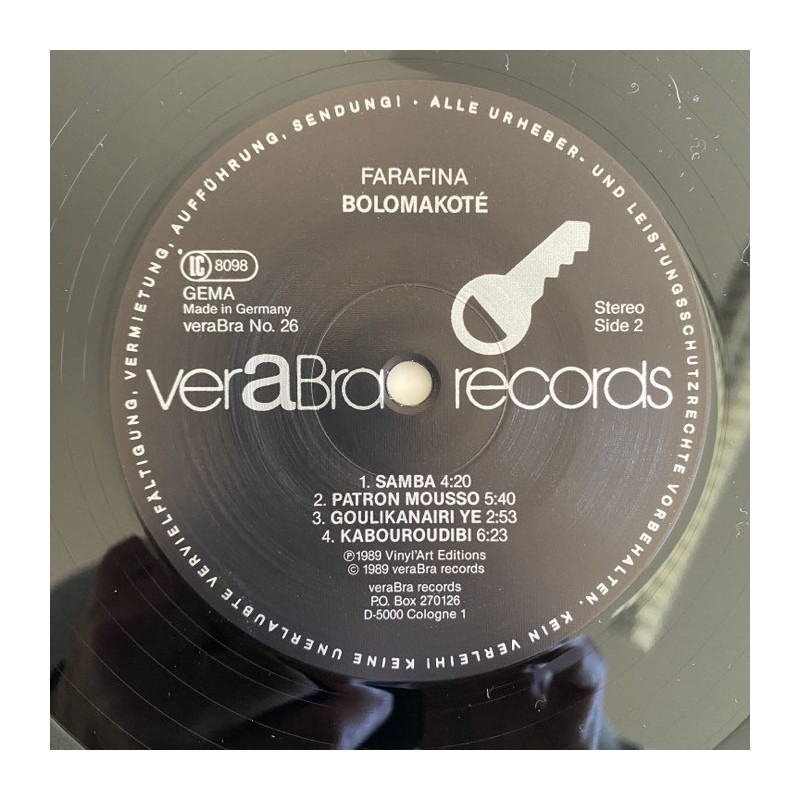 FARAFINA
BOLOMAKOTÉ
LC 8098
GEMA
Made in Germany
veraBra No. 26
Stereo
Side 2
veraBra records
1. SAMBA 4:20
2. PATRON MOUSSO 5:40
3. GOULIKANAIRI YE 2:53
4. KABOUROUDIBI 6:23
℗1989 Vinyl'Art Editions
© 1989 veraBra records
veraBra records
P.O. Box 270126
D-5000 Cologne 1
ALLE URHEBER- UND LEISTUNGSSCHUTZRECHTE VORBEHALTEN. KEIN VERLEIH! KEINE UNERLAUBTE VERVIELFÄLTIGUNG, VERMIETUNG, AUFFÜHRUNG, SENDUNG! •